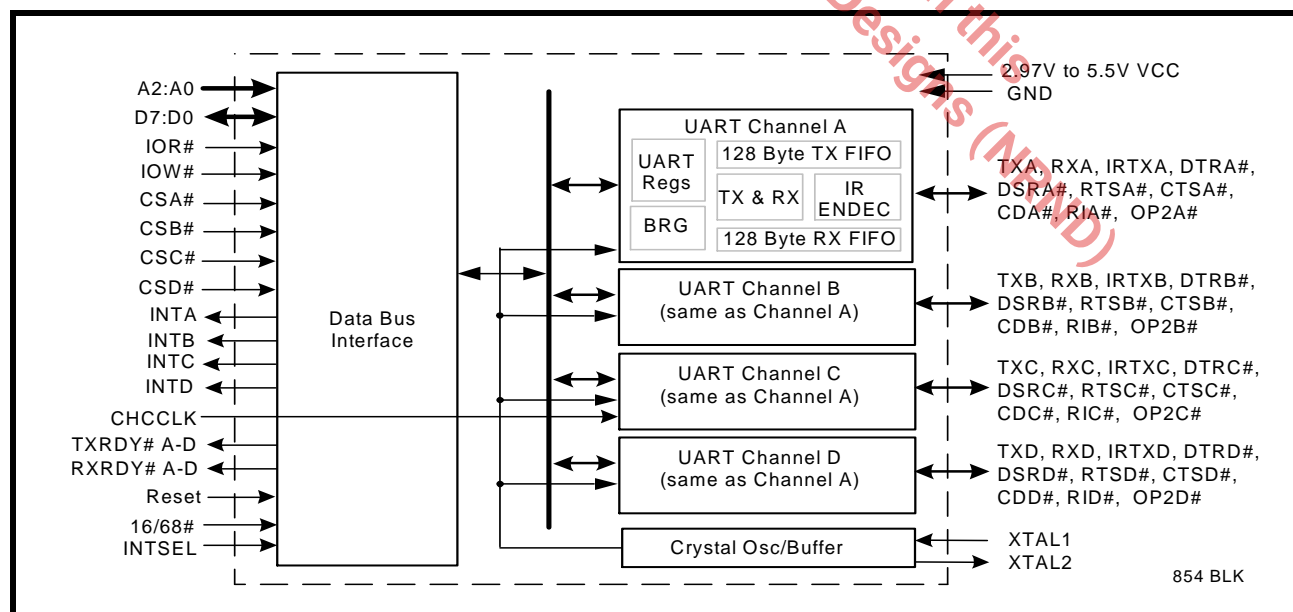 n this
Designs (NRND)
A2:A0
D7:D0
IOR#
IOW#
CSA#
CSB#
CSC#
CSD#
INTA
INTB
INTC
INTD
CHCCLK
TXRDY# A-D
RXRDY# A-D
Reset
16/68#
INTSEL
Data Bus
Interface
UART Channel A
UART
Regs
BRG
128 Byte TX FIFO
TX & RX
IR
ENDEC
128 Byte RX FIFO
UART Channel B
(same as Channel A)
UART Channel C
(same as Channel A)
UART Channel D
(same as Channel A)
Crystal Osc/Buffer
2.97V to 5.5V VCC
GND
TXA, RXA, IRTXA, DTRA#,
DSRA#, RTSA#, CTSA#,
CDA#, RIA#, OP2A#
TXB, RXB, IRTXB, DTRB#,
DSRB#, RTSB#, CTSB#,
CDB#, RIB#, OP2B#
TXC, RXC, IRTXC, DTRC#,
DSRC#, RTSC#, CTSC#,
CDC#, RIC#, OP2C#
TXD, RXD, IRTXD, DTRD#,
DSRD#, RTSD#, CTSD#,
CDD#, RID#, OP2D#
XTAL1
XTAL2
854 BLK